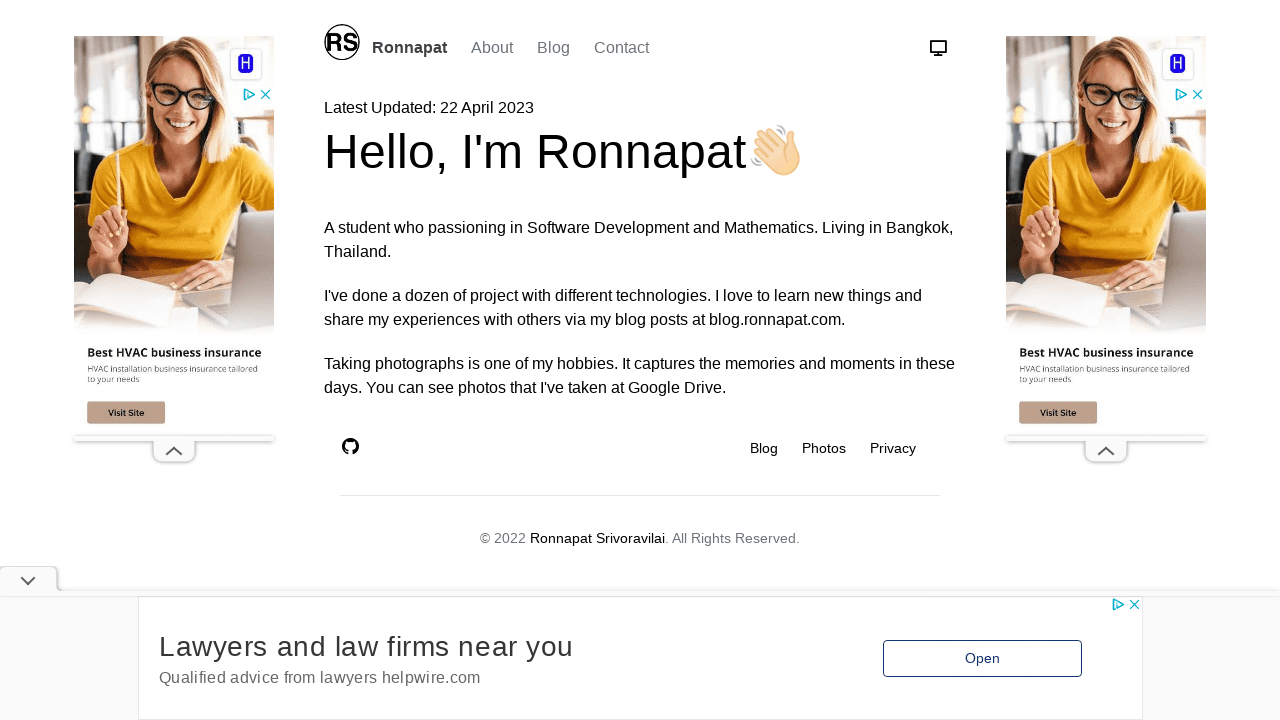 RS
Ronnapat
About
Blog
Contact
Latest Updated: 22 April 2023
Hello, I'm Ronnapat👋🏼
A student who passioning in Software Development and Mathematics. Living in Bangkok,
Thailand.
I've done a dozen of project with different technologies. I love to learn new things and
share my experiences with others via my blog posts at blog.ronnapat.com.
Taking photographs is one of my hobbies. It captures the memories and moments in these
days. You can see photos that I've taken at Google Drive.
Blog
Photos
Privacy
© 2022 Ronnapat Srivoravilai. All Rights Reserved.
H
Best HVAC business insurance
HVAC installation business insurance tailored
to your needs
Visit Site
H
Best HVAC business insurance
HVAC installation business insurance tailored
to your needs
Visit Site
Lawyers and law firms near you
Qualified advice from lawyers helpwire.com
Open